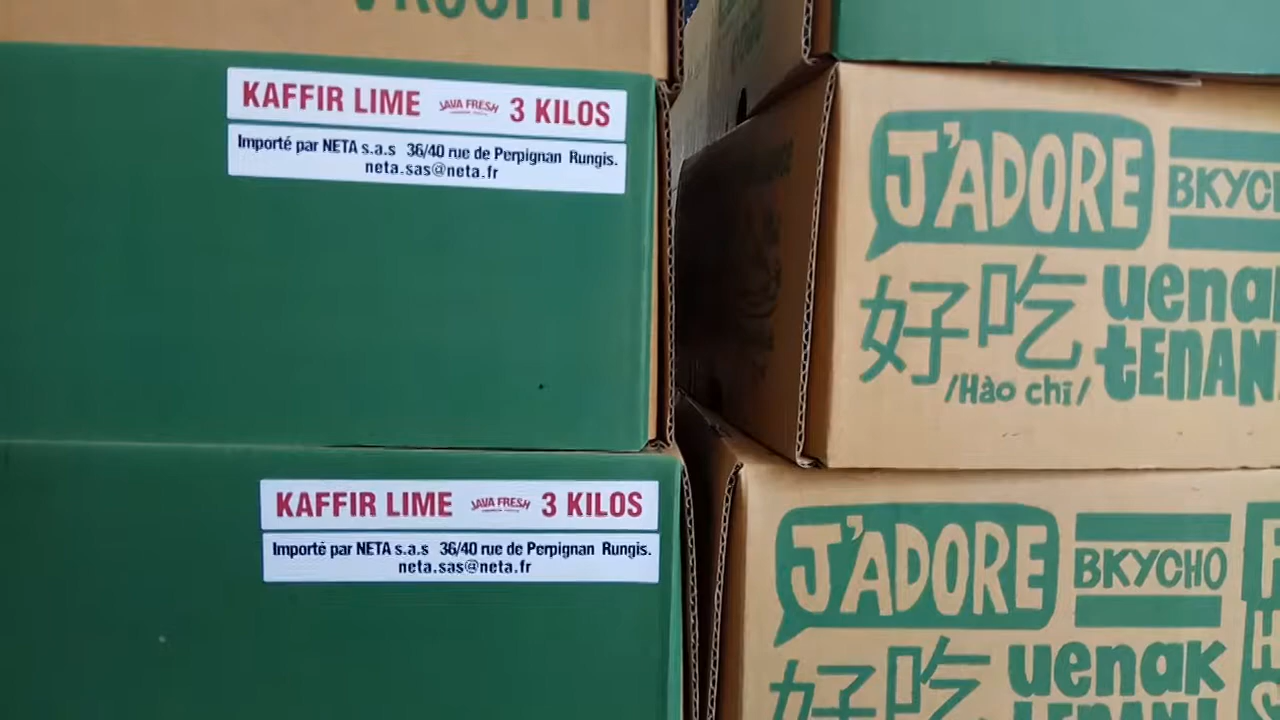 KAFFIR LIME JAVA FRESH 3 KILOS
Importé par NETA s.a.s 36/40 rue de Perpignan Rungis.
neta.sas@neta.fr
KAFFIR LIME JAVA FRESH 3 KILOS
Importé par NETA s.a.s 36/40 rue de Perpignan Rungis.
neta.sas@neta.fr
J'ADORE
好吃 uenak
/Hào chī/
J'ADORE BKYCHO
好吃 uenak